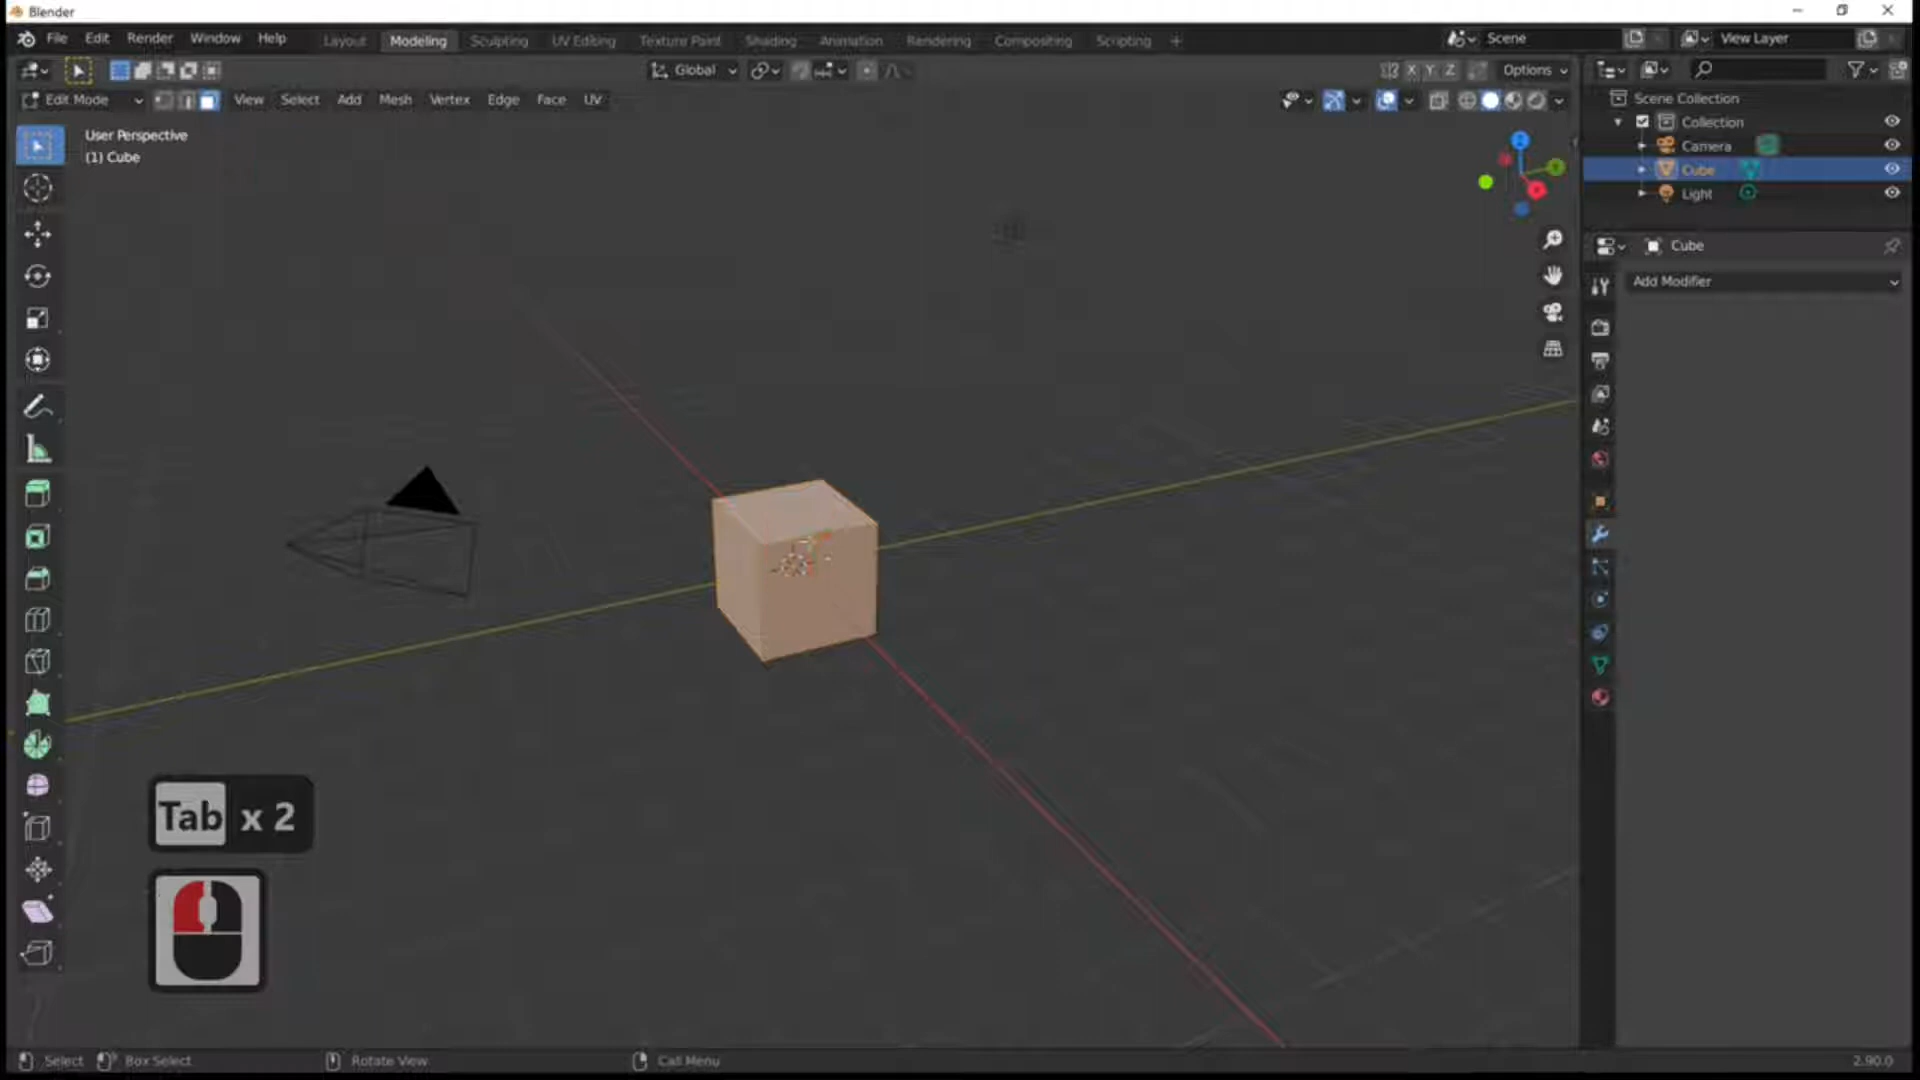 Blender
File Edit Render Window Help Layout Modeling Sculpting UV Editing Texture Paint Shading Animation Rendering Compositing Scripting + Scene View Layer
Global X Y Z Options
Edit Mode View Select Add Mesh Vertex Edge Face UV
Scene Collection
Collection
Camera
Cube
Light
User Perspective
(1) Cube
Cube
Add Modifier
Tab x 2
Select Box Select Rotate View Call Menu 2.90.0